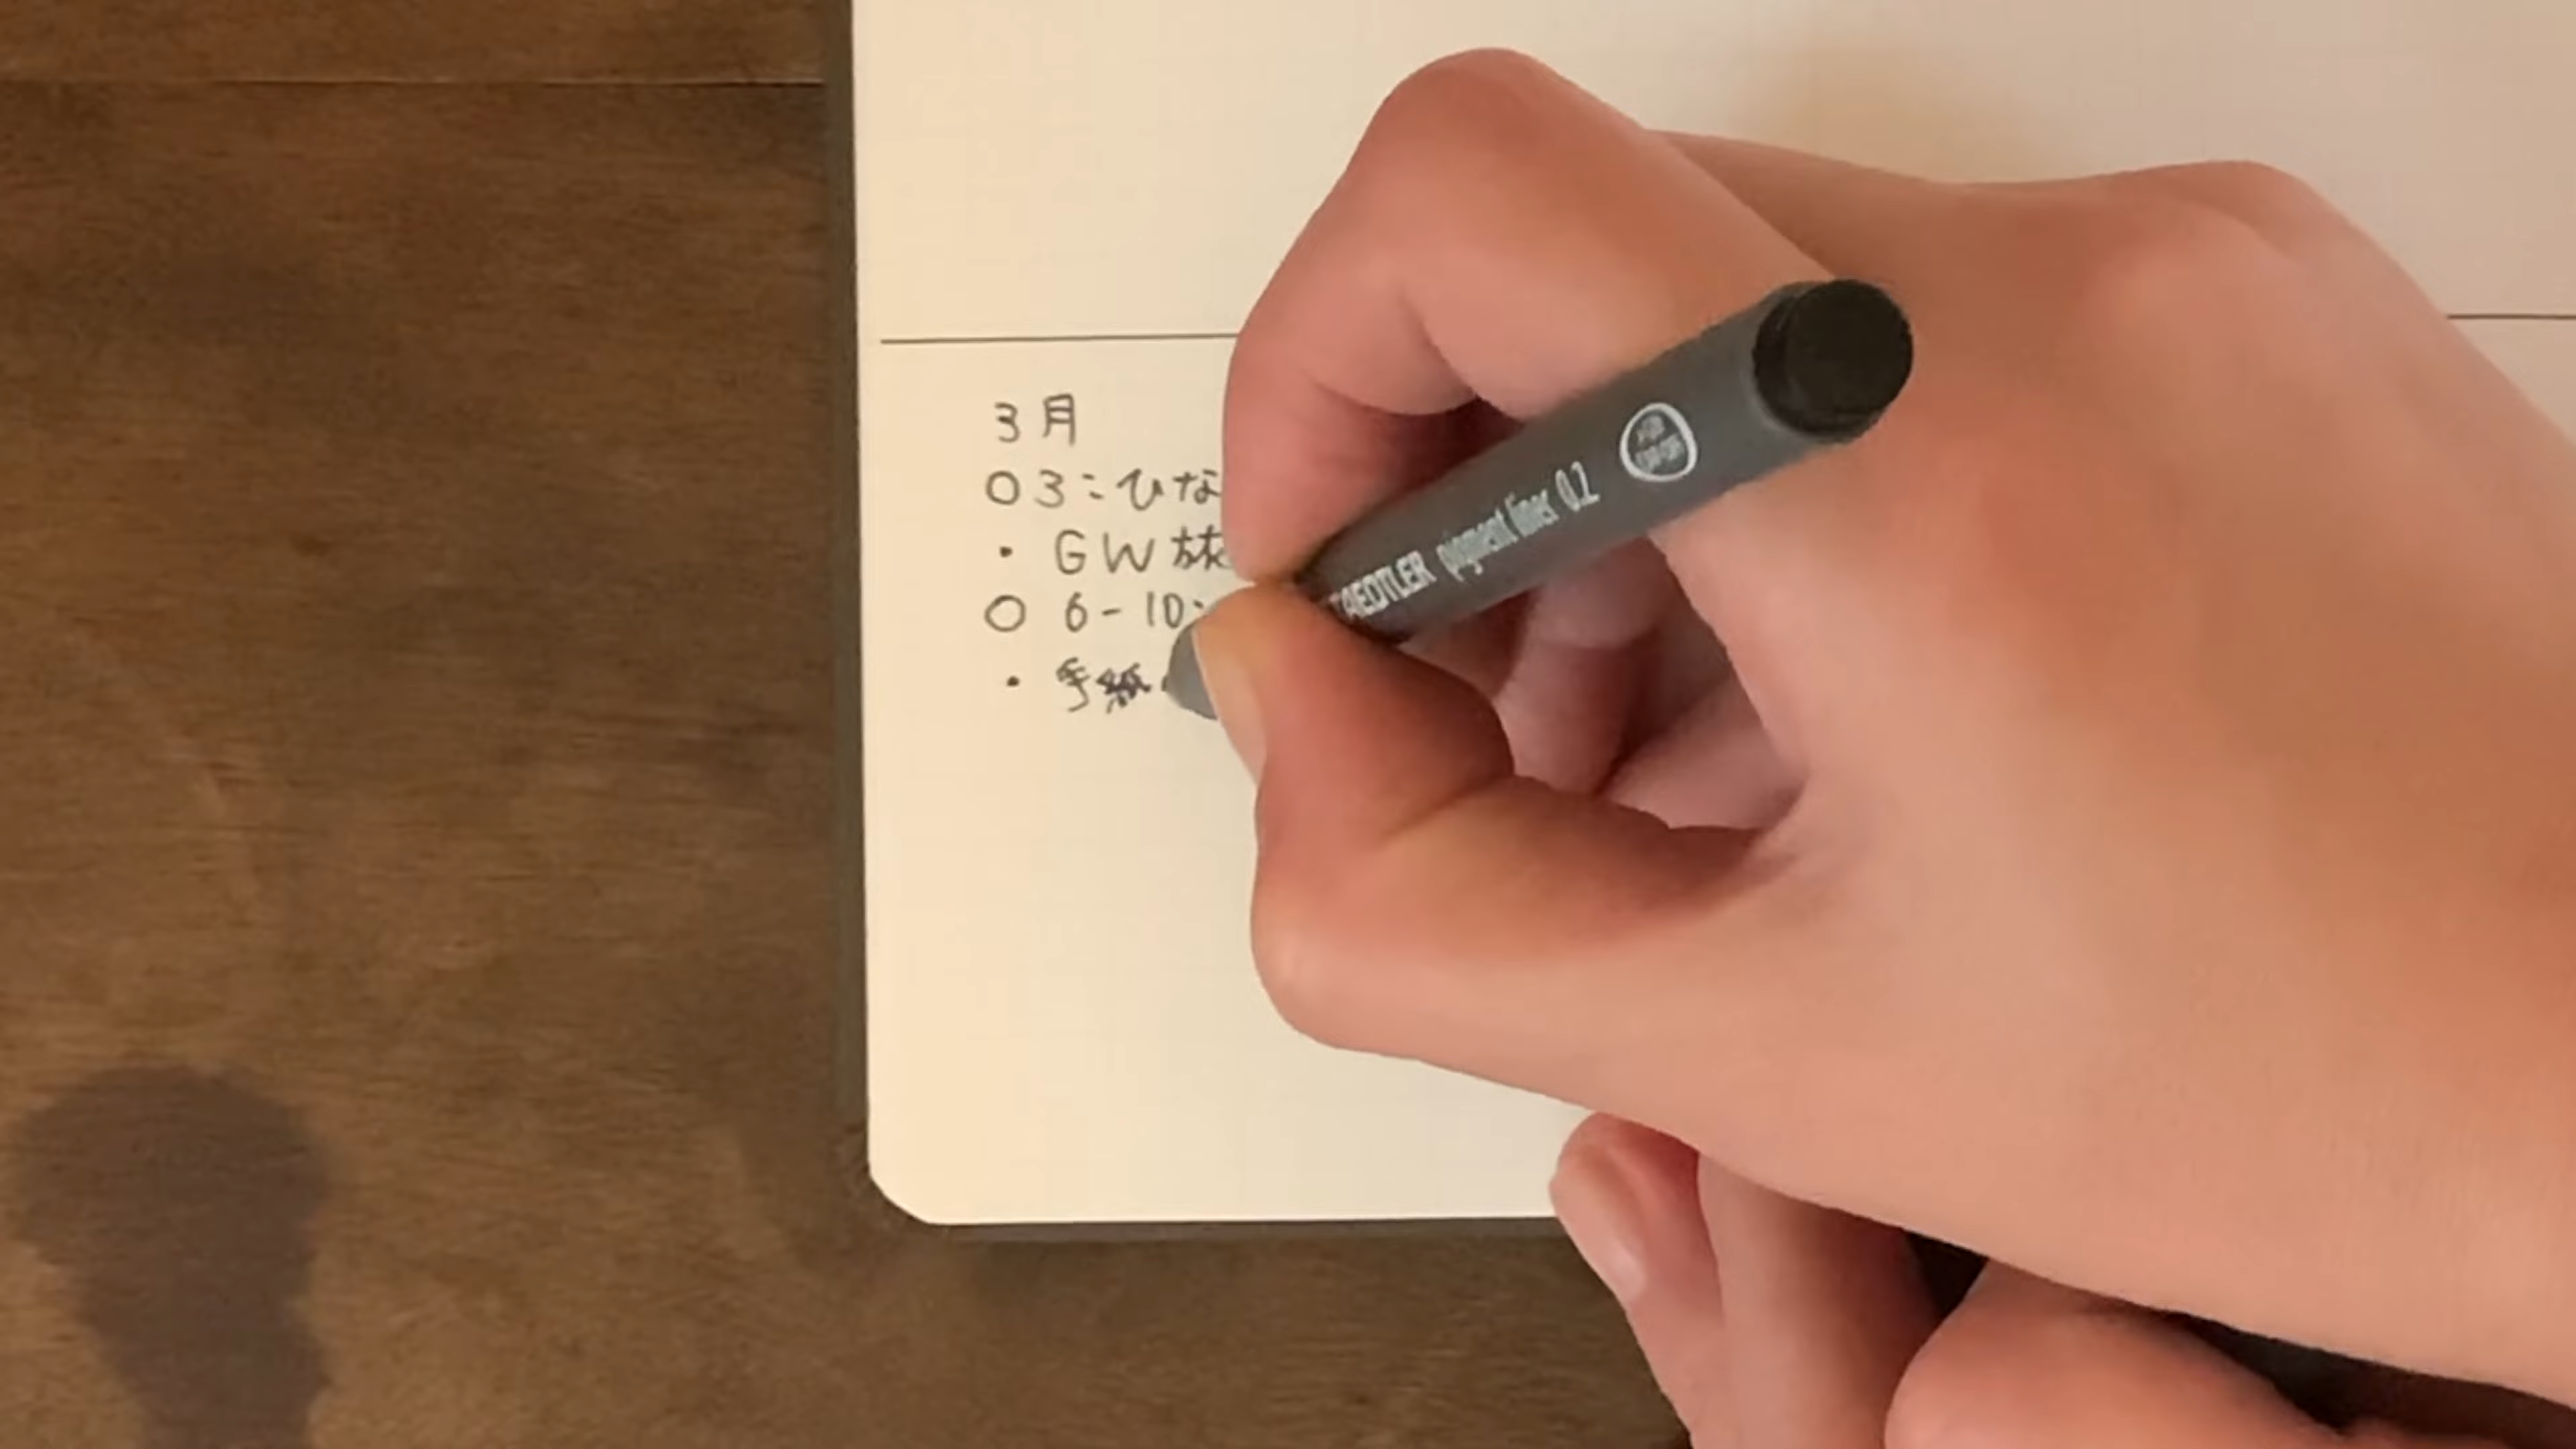 3月
○3:ひな
・GW旅
○ 6-10:
・手紙
STAEDTLER pigment liner 0.2